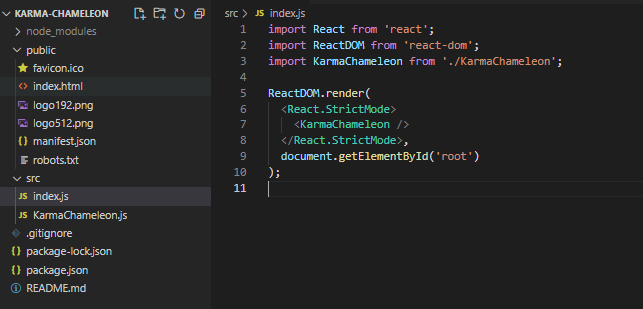 KARMA-CHAMELEON
node_modules
public
favicon.ico
index.html
logo192.png
logo512.png
manifest.json
robots.txt
src
JS index.js
JS KarmaChameleon.js
.gitignore
{} package-lock.json
{} package.json
README.md
src > JS index.js
1 import React from 'react';
2 import ReactDOM from 'react-dom';
3 import KarmaChameleon from './KarmaChameleon';
4
5 ReactDOM.render(
6 <React.StrictMode>
7 <KarmaChameleon />
8 </React.StrictMode>,
9 document.getElementById('root')
10 );
11